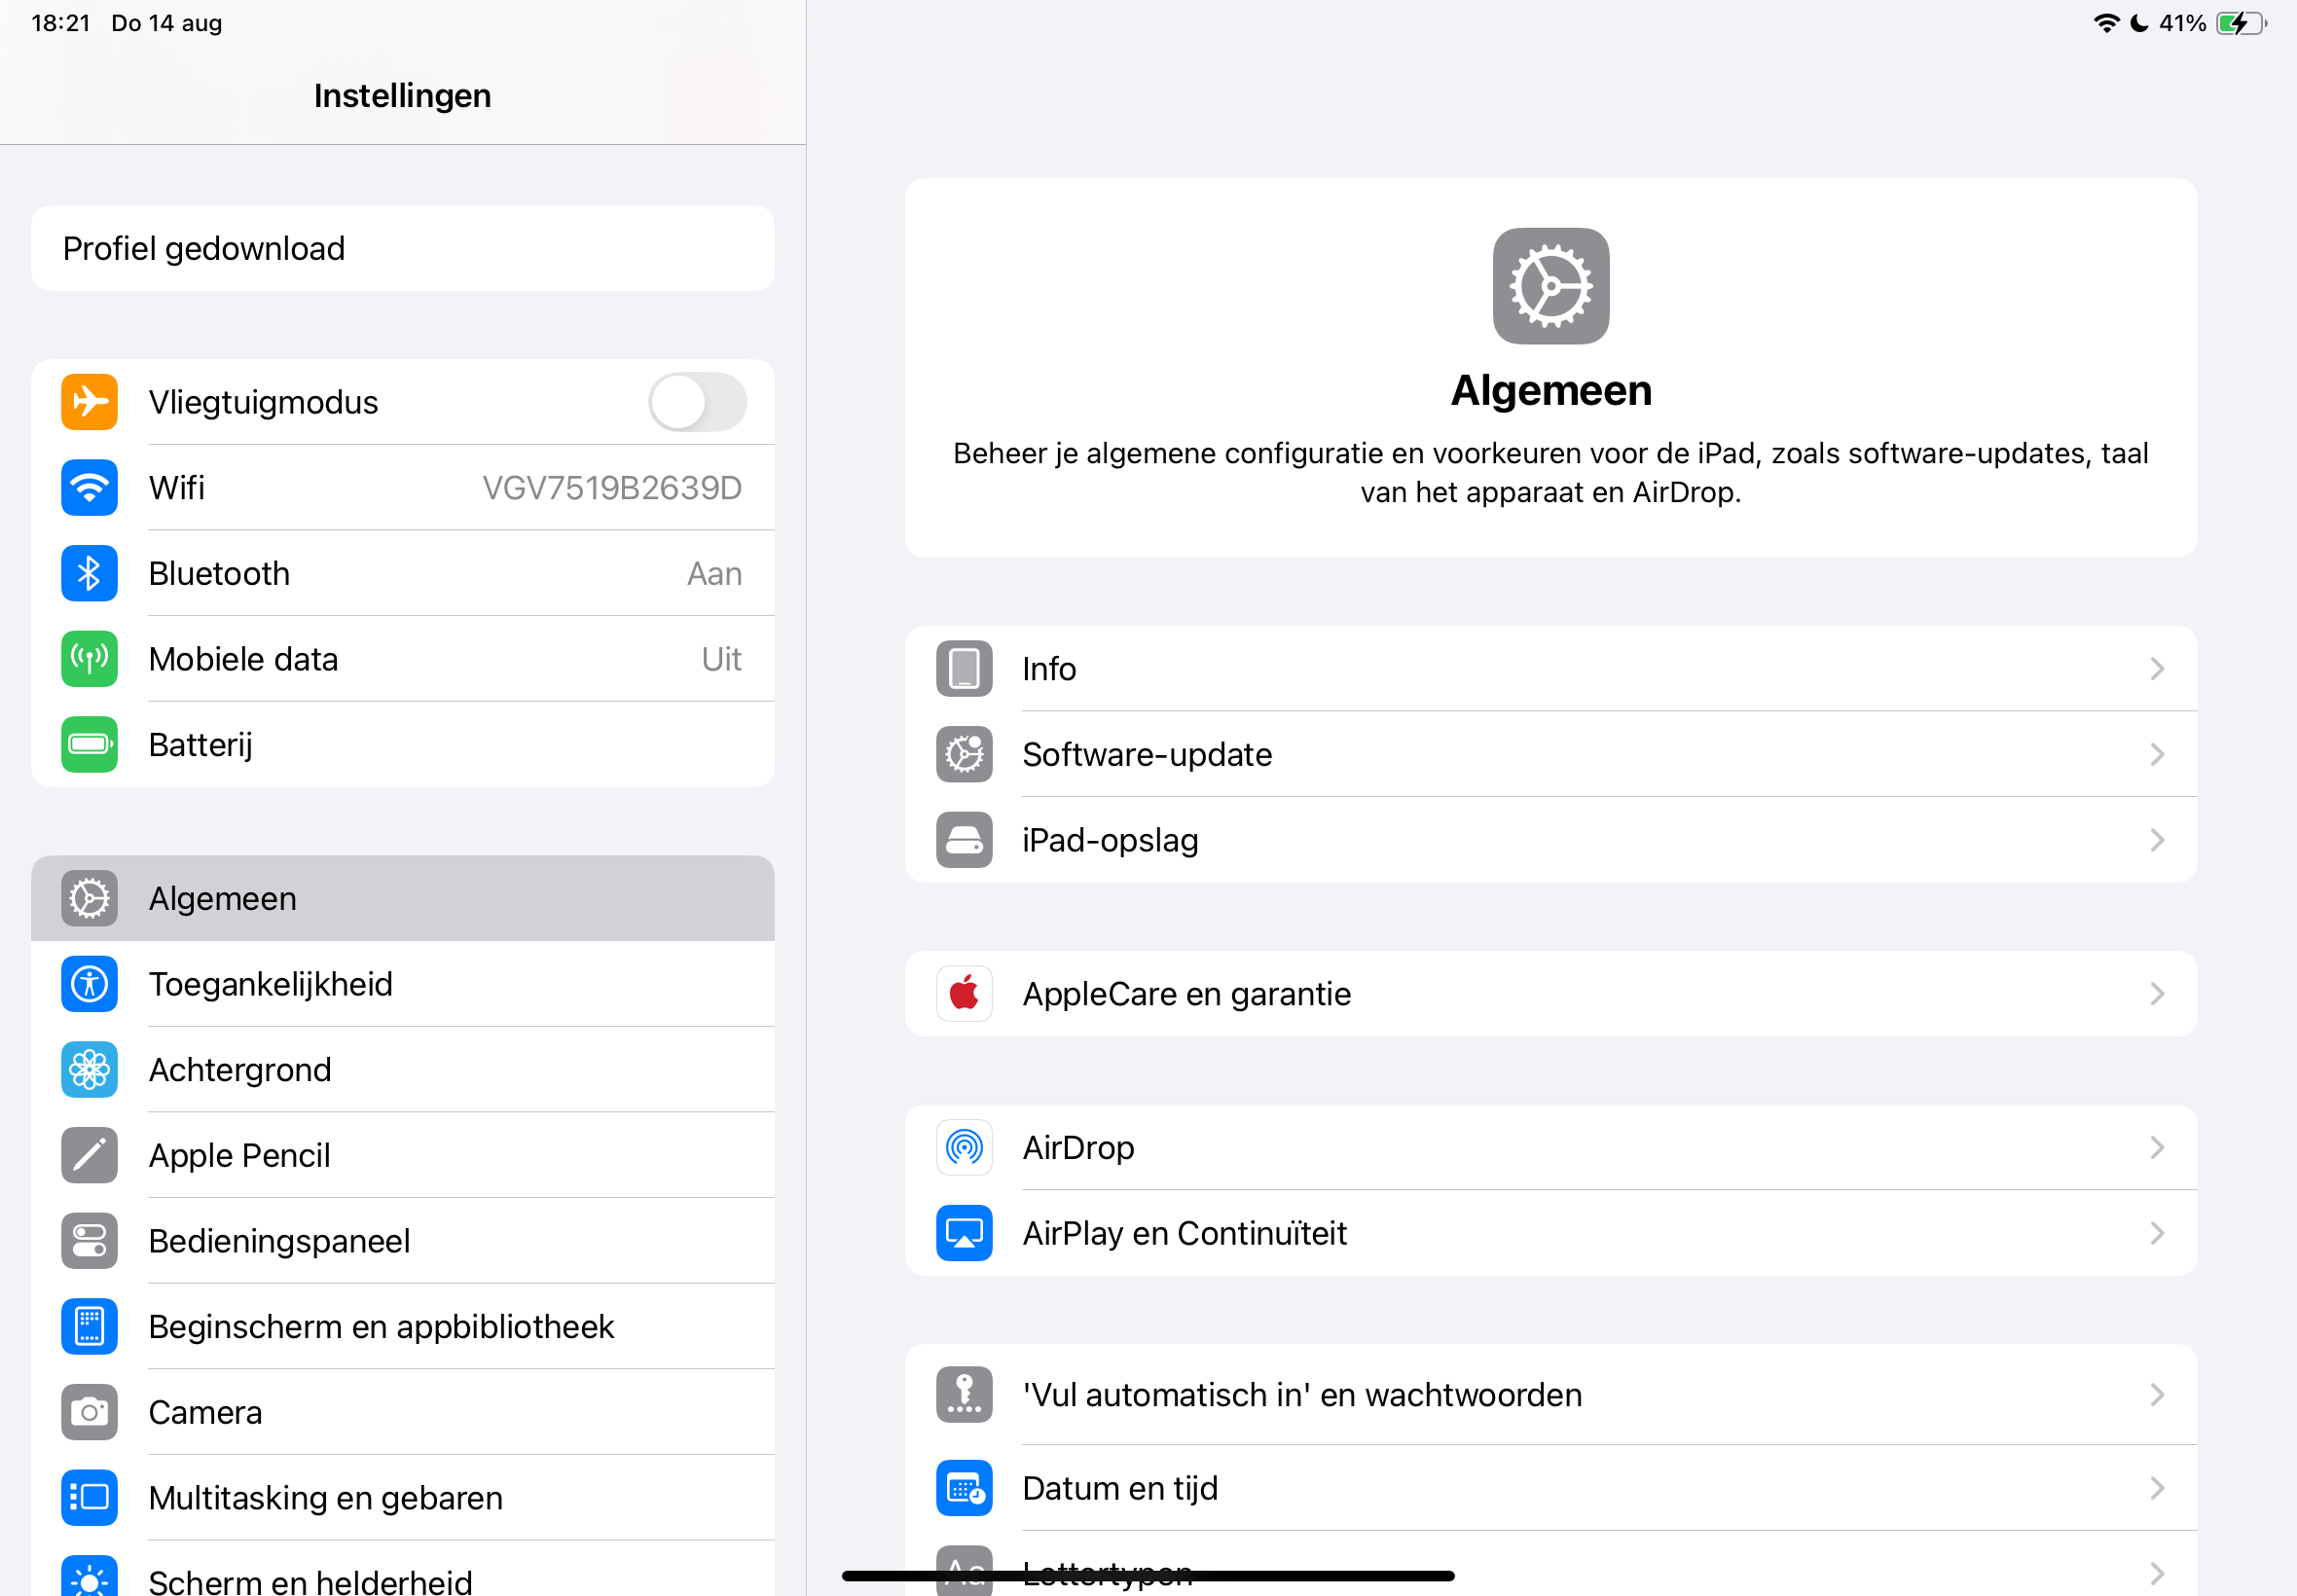 18:21 Do 14 aug
41%
Instellingen
Profiel gedownload
Vliegtuigmodus
Wifi VGV7519B2639D
Bluetooth Aan
Mobiele data Uit
Batterij
Algemeen
Toegankelijkheid
Achtergrond
Apple Pencil
Bedieningspaneel
Beginscherm en appbibliotheek
Camera
Multitasking en gebaren
Scherm en helderheid
Algemeen
Beheer je algemene configuratie en voorkeuren voor de iPad, zoals software-updates, taal
van het apparaat en AirDrop.
Info
Software-update
iPad-opslag
AppleCare en garantie
AirDrop
AirPlay en Continuïteit
'Vul automatisch in' en wachtwoorden
Datum en tijd
Aa Lettertypen